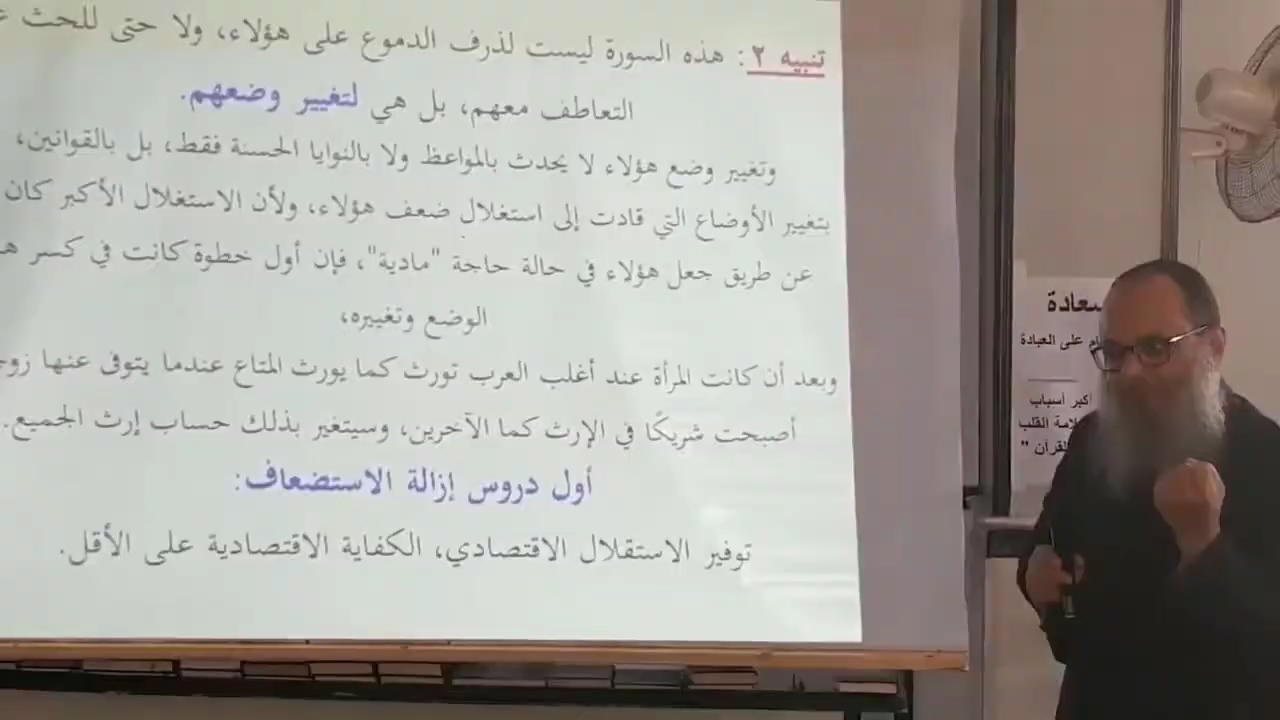 تنبيه ٢: هذه السورة ليست لذرف الدموع على هؤلاء، ولا حتى للحث
التعاطف معهم، بل هي لتغيير وضعهم.
وتغيير وضع هؤلاء لا يحدث بالمواعظ ولا بالنوايا الحسنة فقط، بل بالقوانين،
بتغيير الأوضاع التي قادت إلى استغلال ضعف هؤلاء، ولأن الاستغلال الأكبر كان
عن طريق جعل هؤلاء في حالة حاجة "مادية"، فإن أول خطوة كانت في كسر
الوضع وتغييره،
وبعد أن كانت المرأة عند أغلب العرب تورث كما يورث المتاع عندما يتوفى عنها
أصبحت شريكًا في الإرث كما الآخرين، وسيتغير بذلك حساب إرث الجميع.
أول دروس إزالة الاستضعاف:
توفير الاستقلال الاقتصادي، الكفاية الاقتصادية على الأقل.
على العبادة
اكبر أسباب
القلب